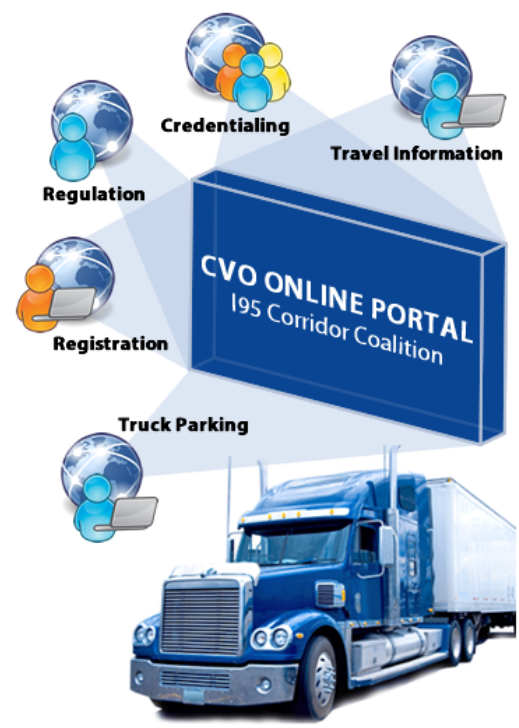 Credentialing
Travel Information
Regulation
CVO ONLINE PORTAL
I95 Corridor Coalition
Registration
Truck Parking